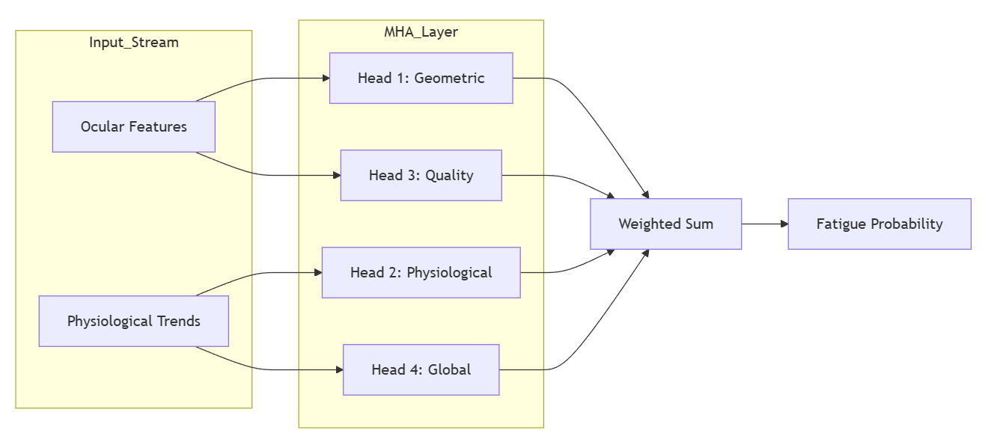 Input_Stream
Ocular Features
Physiological Trends
MHA_Layer
Head 1: Geometric
Head 3: Quality
Head 2: Physiological
Head 4: Global
Weighted Sum
Fatigue Probability